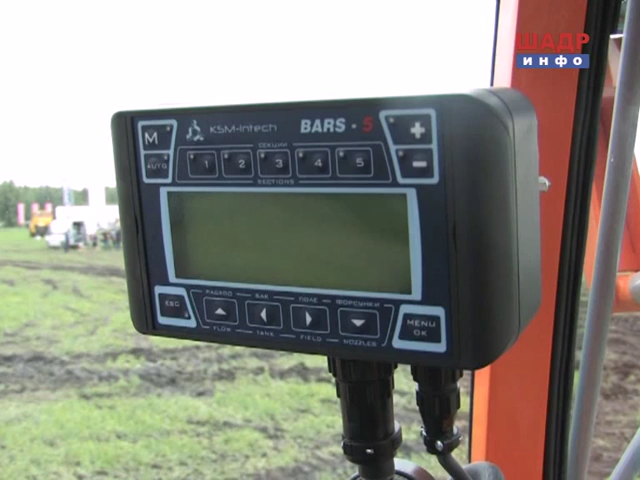 ШАДР
инфо
KSM-Intech BARS-5
M
AUTO
СЕКЦИИ
1 2 3 4 5
SECTIONS
+
-
ESC
РАСХОД БАК ПОЛЕ ФОРСУНКИ
FLOW TANK FIELD NOZZLES
MENU
OK